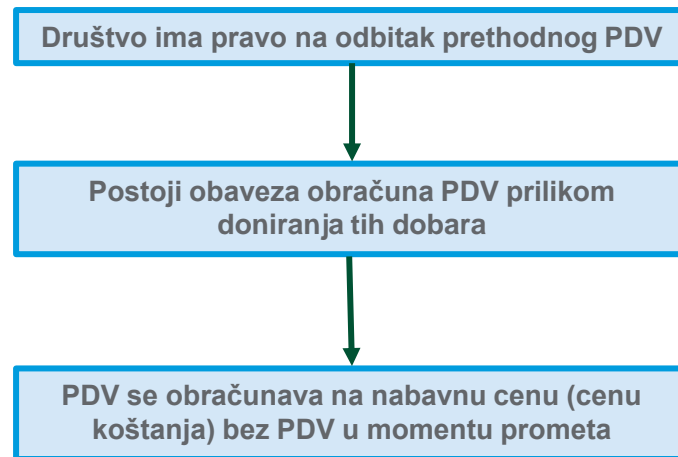 Društvo ima pravo na odbitak prethodnog PDV
Postoji obaveza obračuna PDV prilikom
doniranja tih dobara
PDV se obračunava na nabavnu cenu (cenu
koštanja) bez PDV u momentu prometa